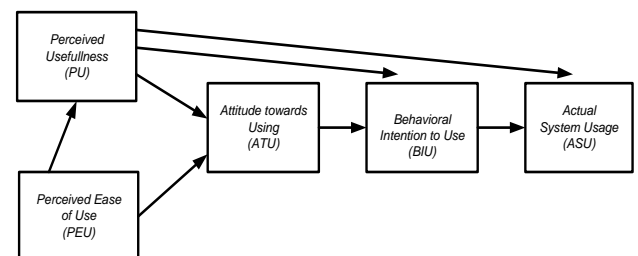 Perceived
Usefullness
(PU)
Attitude towards
Using
(ATU)
Behavioral
Intention to Use
(BIU)
Actual
System Usage
(ASU)
Perceived Ease
of Use
(PEU)